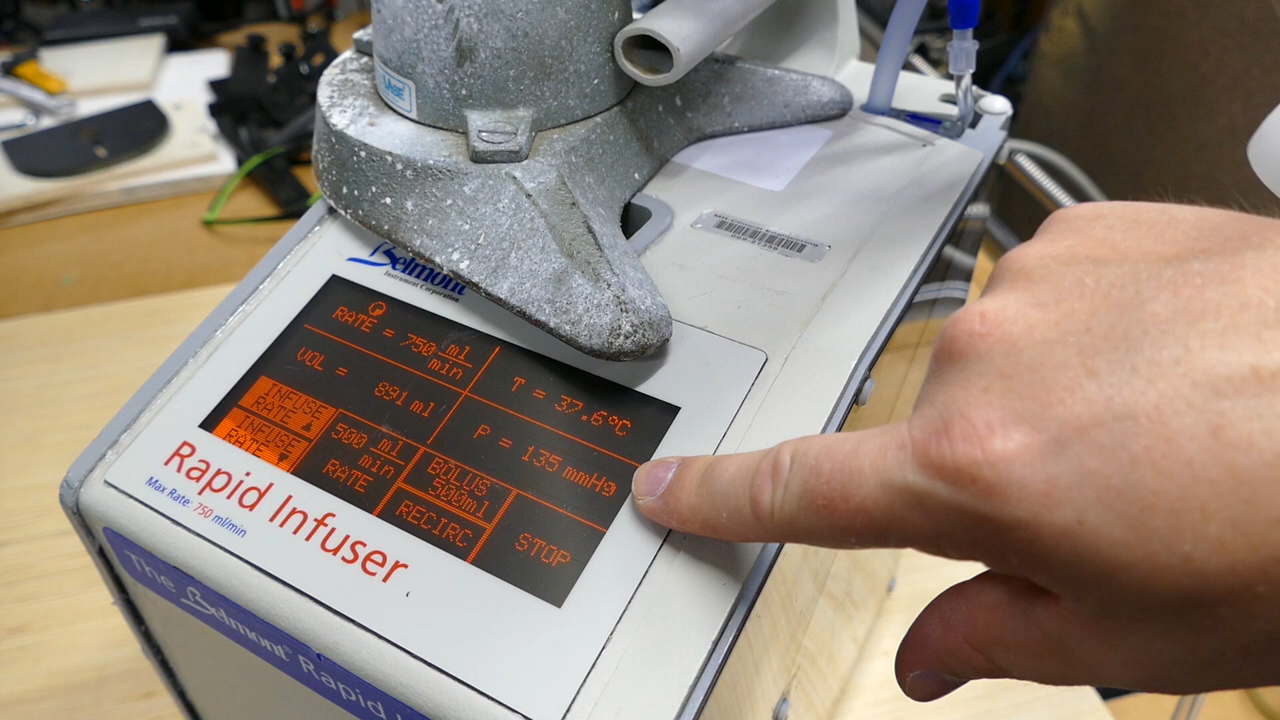 Belmont
Instrument Corporation
RATE = 750 ml
min
T = 37.6°C
VOL = 891 ml
P = 135 mmHg
INFUSE
RATE ▲
INFUSE
RATE ▼
500 ml
min
RATE
BOLUS
500ml
RECIRC
STOP
Rapid Infuser
Max Rate: 750 ml/min
The Belmont® Rapid